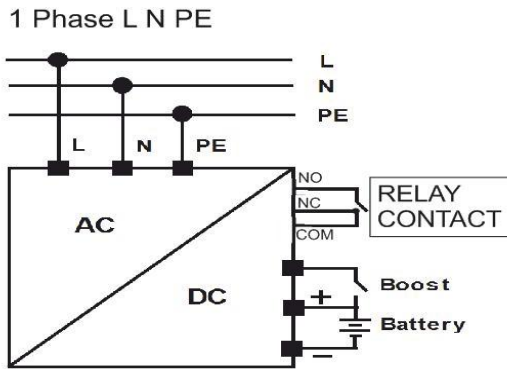 1 Phase L N PE
L
N
PE
L N PE
AC
DC
NO
NC
COM
RELAY
CONTACT
Boost
+
Battery
−